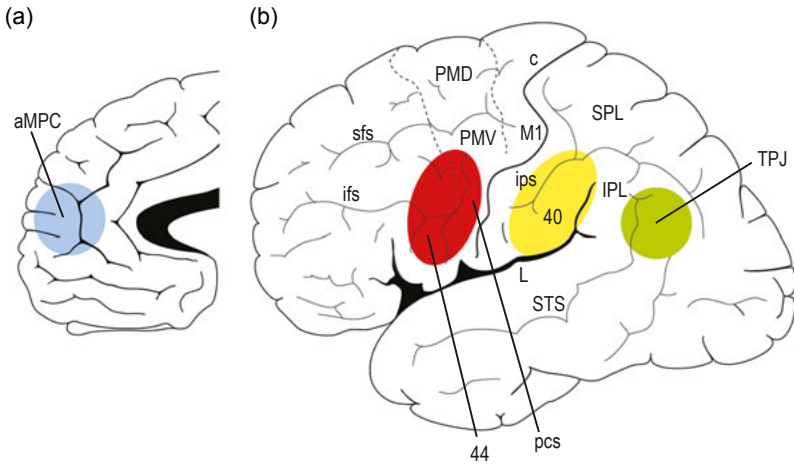 (a)
(b)
aMPC
c
PMD
SPL
sfs
PMV
M1
TPJ
ifs
ips
IPL
40
L
STS
44
pcs